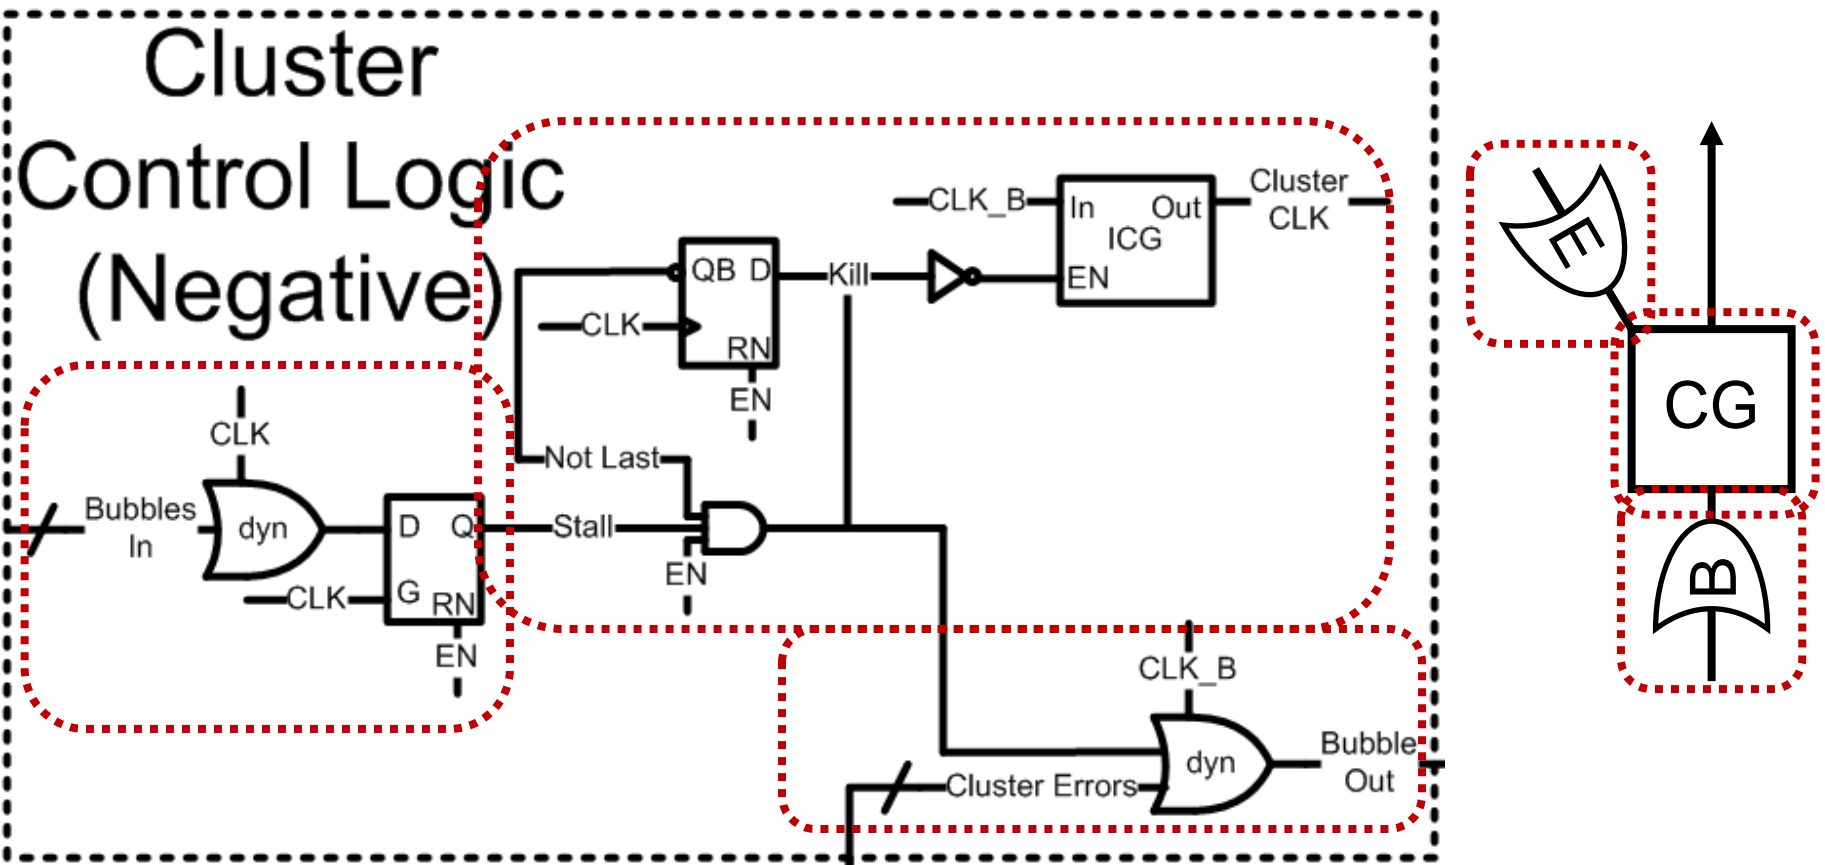 Cluster
Control Logic
(Negative)
CLK_B
In
Out
ICG
EN
Cluster
CLK
QB
D
Kill
CLK
RN
EN
CLK
Not Last
Bubbles
In
dyn
D
Q
Stall
EN
CLK
G
RN
EN
CLK_B
Cluster Errors
dyn
Bubble
Out
E
CG
B